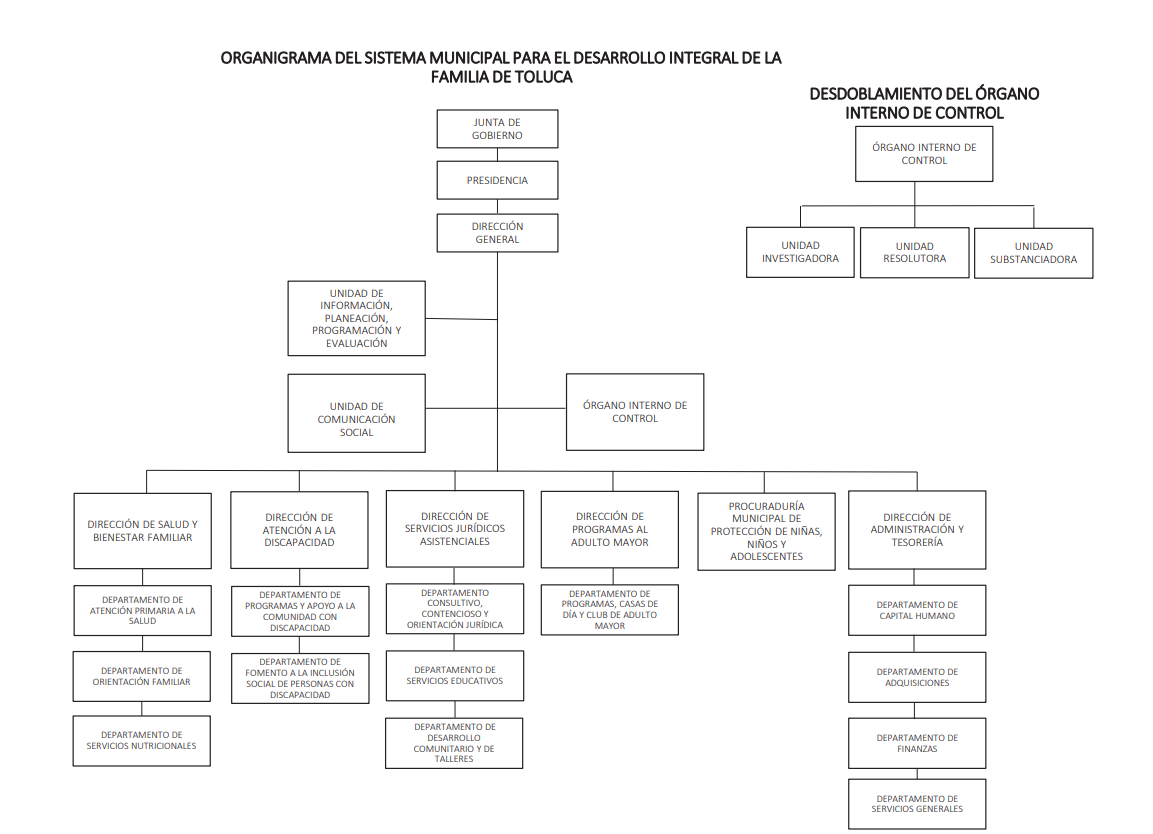 ORGANIGRAMA DEL SISTEMA MUNICIPAL PARA EL DESARROLLO INTEGRAL DE LA
FAMILIA DE TOLUCA
DESDOBLAMIENTO DEL ÓRGANO
INTERNO DE CONTROL
JUNTA DE
GOBIERNO
PRESIDENCIA
DIRECCIÓN
GENERAL
ÓRGANO INTERNO DE
CONTROL
UNIDAD
INVESTIGADORA
UNIDAD
RESOLUTORA
UNIDAD
SUBSTANCIADORA
UNIDAD DE
INFORMACIÓN,
PLANEACIÓN,
PROGRAMACIÓN Y
EVALUACIÓN
UNIDAD DE
COMUNICACIÓN
SOCIAL
ÓRGANO INTERNO DE
CONTROL
DIRECCIÓN DE SALUD Y
BIENESTAR FAMILIAR
DIRECCIÓN DE
ATENCIÓN A LA
DISCAPACIDAD
DIRECCIÓN DE
SERVICIOS JURÍDICOS
ASISTENCIALES
DIRECCIÓN DE
PROGRAMAS AL
ADULTO MAYOR
PROCURADURÍA
MUNICIPAL DE
PROTECCIÓN DE NIÑAS,
NIÑOS Y
ADOLESCENTES
DIRECCIÓN DE
ADMINISTRACIÓN Y
TESORERÍA
DEPARTAMENTO DE
ATENCIÓN PRIMARIA A LA
SALUD
DEPARTAMENTO DE
PROGRAMAS Y APOYO A LA
COMUNIDAD CON
DISCAPACIDAD
DEPARTAMENTO
CONSULTIVO,
CONTENCIOSO Y
ORIENTACIÓN JURÍDICA
DEPARTAMENTO DE
PROGRAMAS, CASAS DE
DÍA Y CLUB DE ADULTO
MAYOR
DEPARTAMENTO DE
CAPITAL HUMANO
DEPARTAMENTO DE
ORIENTACIÓN FAMILIAR
DEPARTAMENTO DE
FOMENTO A LA INCLUSIÓN
SOCIAL DE PERSONAS CON
DISCAPACIDAD
DEPARTAMENTO DE
SERVICIOS EDUCATIVOS
DEPARTAMENTO DE
ADQUISICIONES
DEPARTAMENTO DE
SERVICIOS NUTRICIONALES
DEPARTAMENTO DE
DESARROLLO
COMUNITARIO Y DE
TALLERES
DEPARTAMENTO DE
FINANZAS
DEPARTAMENTO DE
SERVICIOS GENERALES